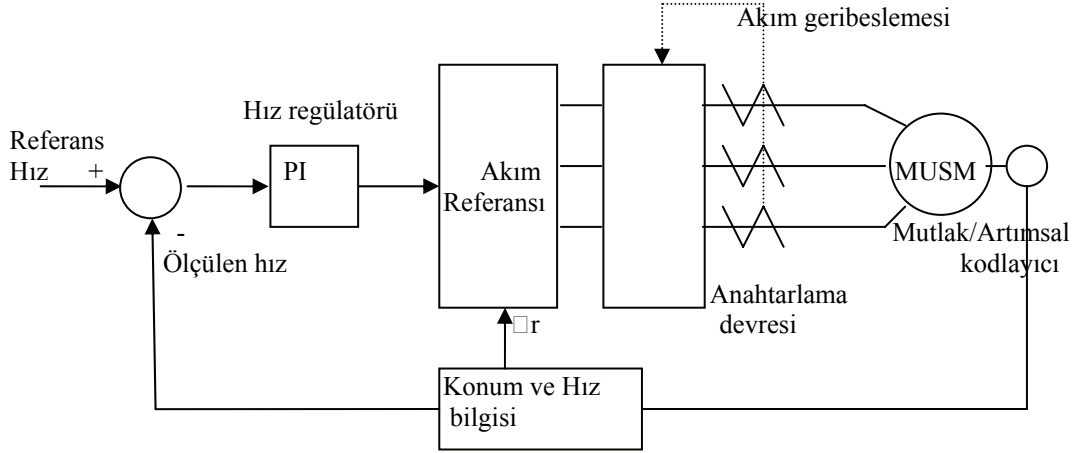 Akım geribeslemesi
Hız regülatörü
Referans
Hız
+
PI
Akım
Referansı
MUSM
-
Ölçülen hız
Mutlak/Artımsal
kodlayıcı
Anahtarlama
devresi
□r
Konum ve Hız
bilgisi